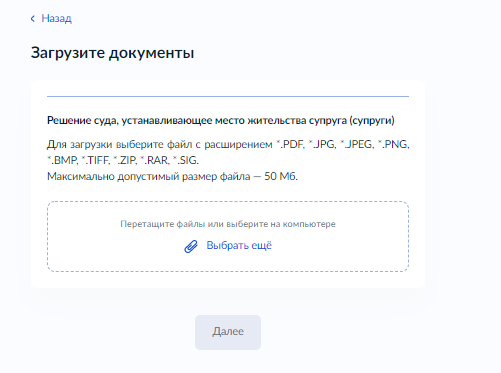 Назад
Загрузите документы
Решение суда, устанавливающее место жительства супруга (супруги)
Для загрузки выберите файл с расширением *.PDF, *.JPG, *.JPEG, *.PNG,
*.BMP, *.TIFF, *.ZIP, *.RAR, *.SIG.
Максимально допустимый размер файла — 50 Мб.
Перетащите файлы или выберите на компьютере
Выбрать ещё
Далее